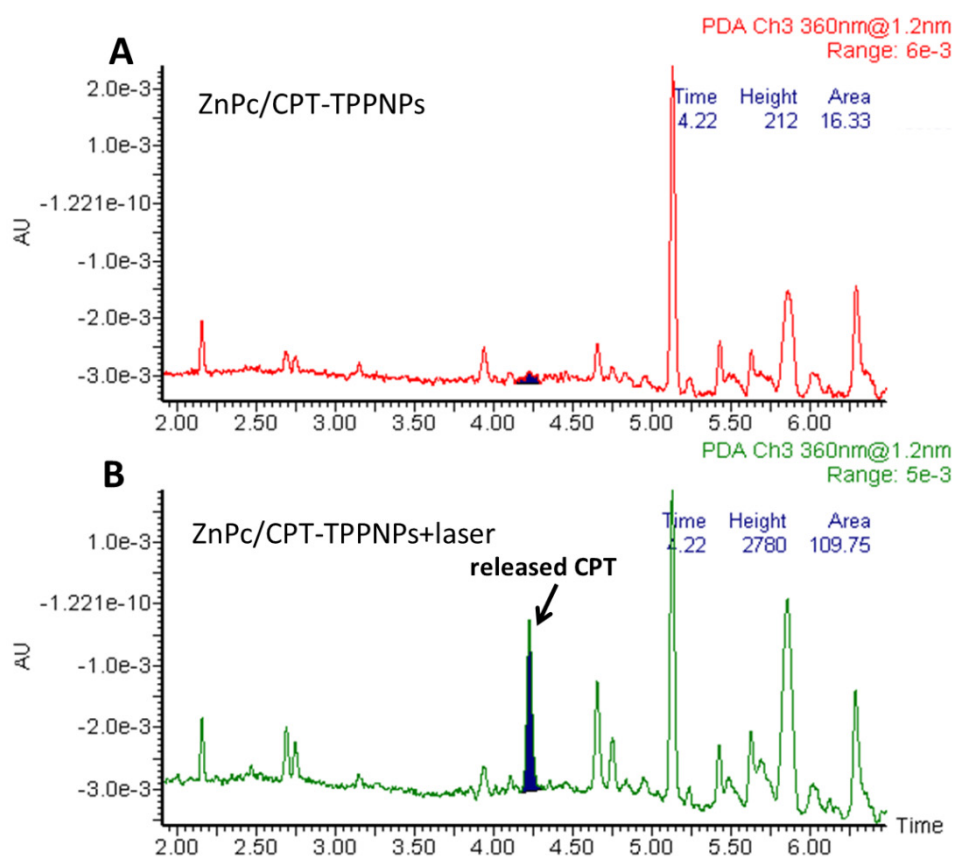 A
PDA Ch3 360nm@1.2nm
Range: 6e-3
ZnPc/CPT-TPPNPs
Time Height Area
4.22 212 16.33
2.0e-3
1.0e-3
-1.221e-10
-1.0e-3
-2.0e-3
-3.0e-3
AU
2.00 2.50 3.00 3.50 4.00 4.50 5.00 5.50 6.00
B
PDA Ch3 360nm@1.2nm
Range: 5e-3
ZnPc/CPT-TPPNPs+laser
Time Height Area
4.22 2780 109.75
released CPT
1.0e-3
-1.221e-10
-1.0e-3
-2.0e-3
-3.0e-3
AU
Time
2.00 2.50 3.00 3.50 4.00 4.50 5.00 5.50 6.00